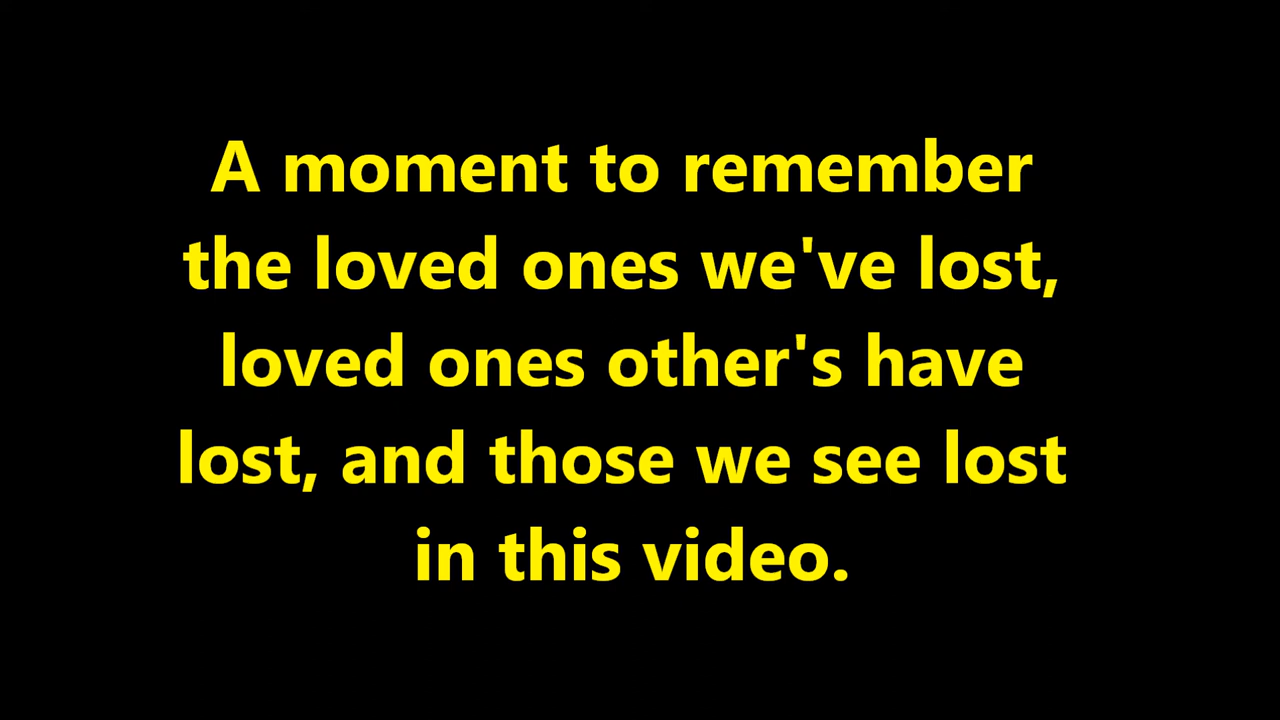 A moment to remember
the loved ones we've lost,
loved ones other's have
lost, and those we see lost
in this video.